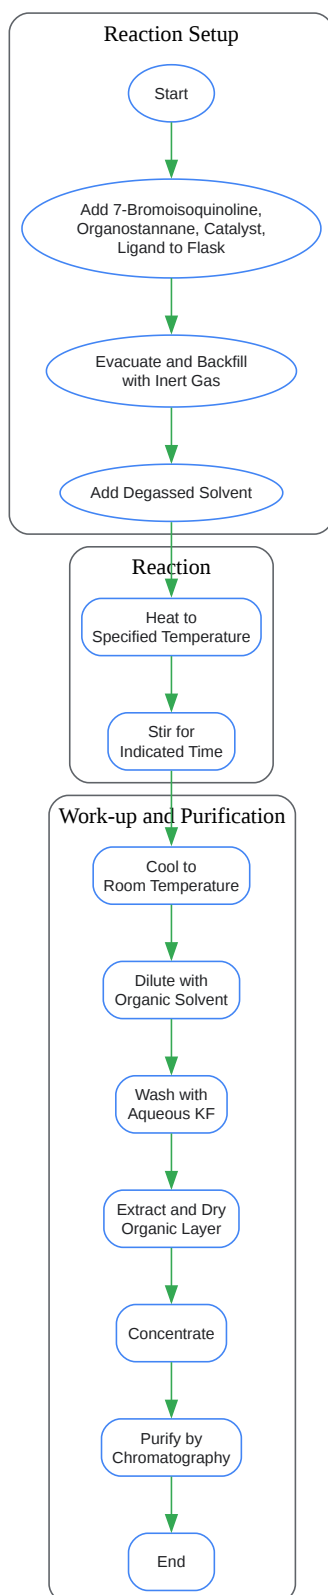 Reaction Setup
Start
Add 7-Bromoisoquinoline,
Organostannane, Catalyst,
Ligand to Flask
Evacuate and Backfill
with Inert Gas
Add Degassed Solvent
Reaction
Heat to
Specified Temperature
Stir for
Indicated Time
Work-up and Purification
Cool to
Room Temperature
Dilute with
Organic Solvent
Wash with
Aqueous KF
Extract and Dry
Organic Layer
Concentrate
Purify by
Chromatography
End